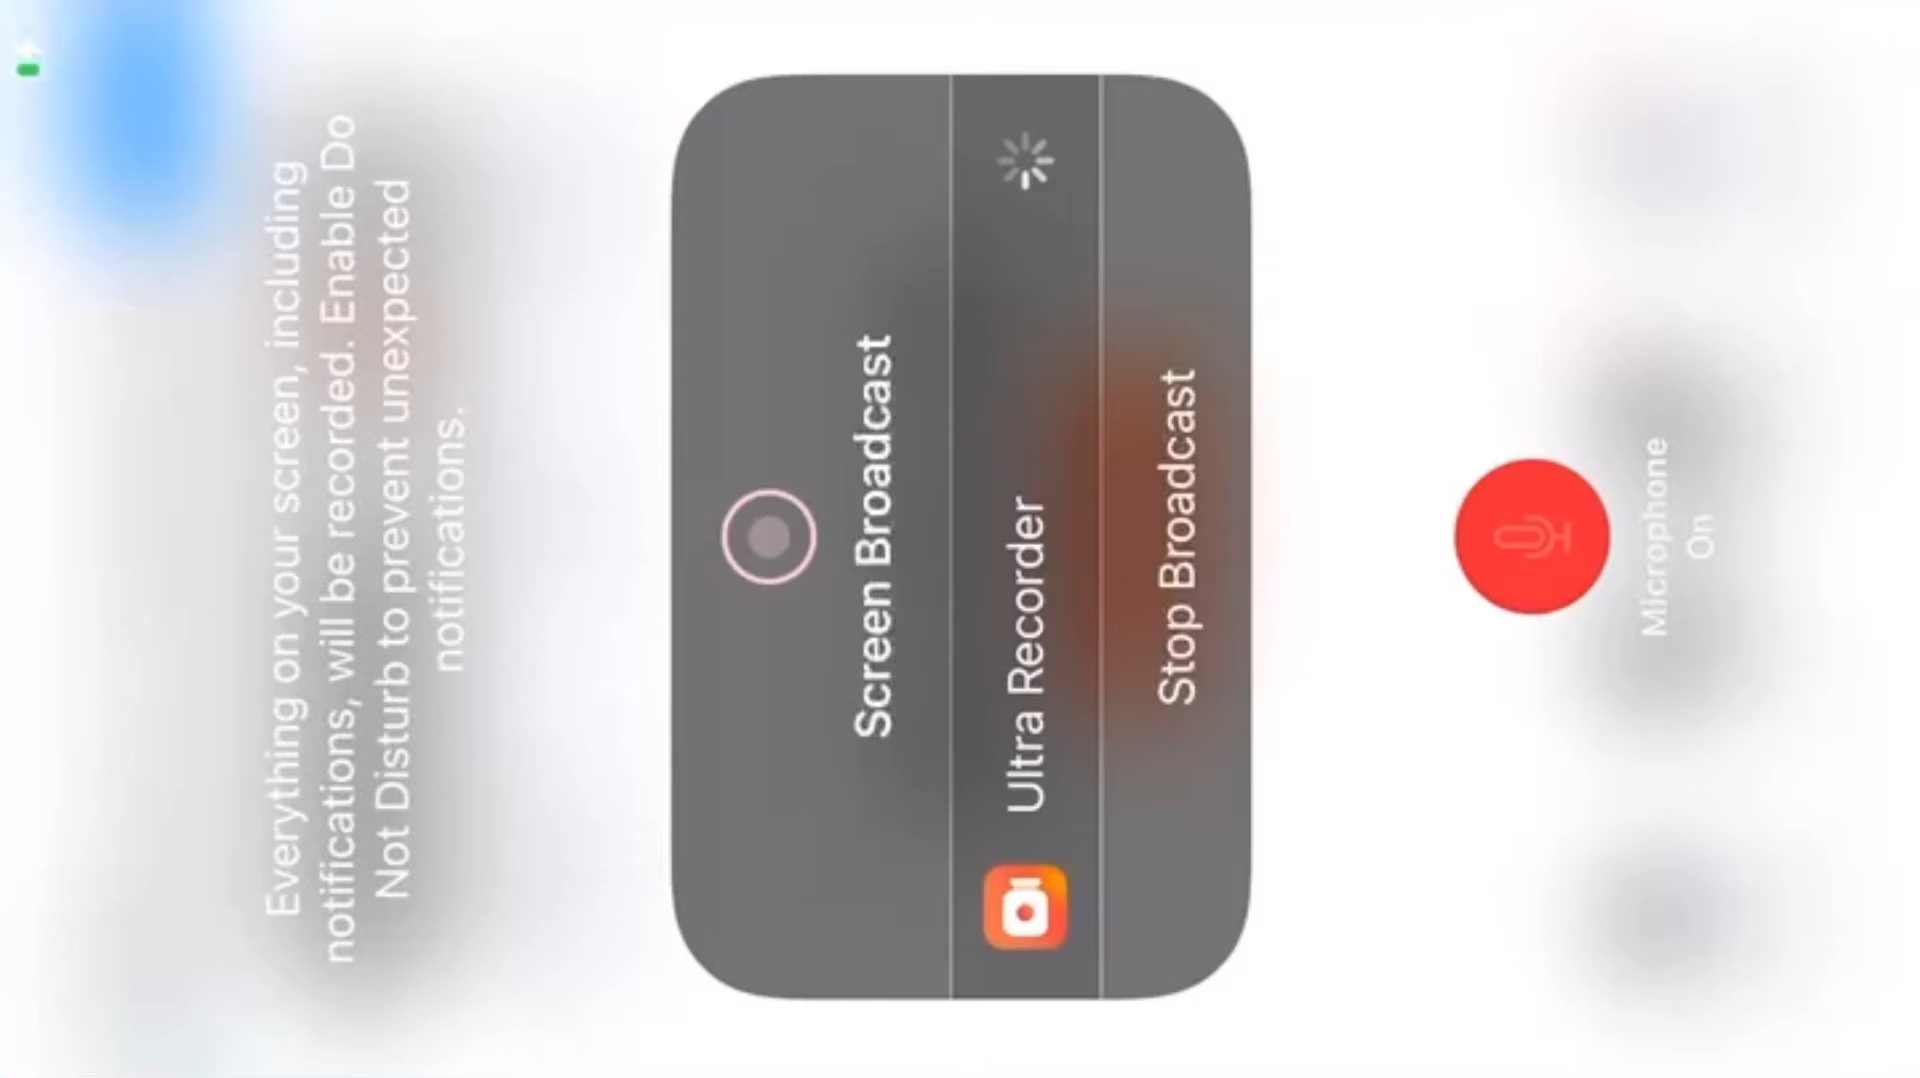 Everything on your screen, including
notifications, will be recorded. Enable Do
Not Disturb to prevent unexpected
notifications.
Screen Broadcast
Ultra Recorder
Stop Broadcast
Microphone
On